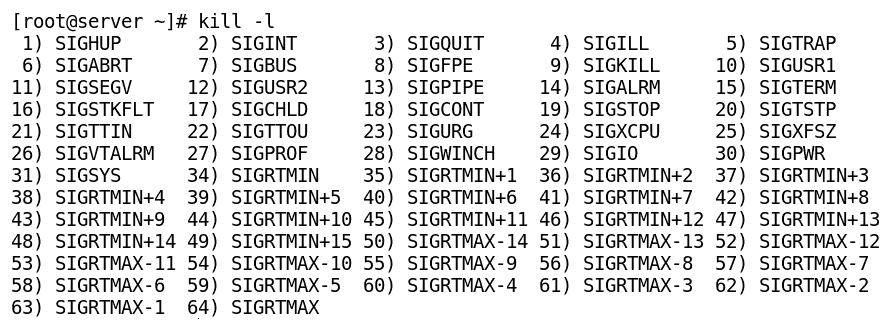 [root@server ~]# kill -l
 1) SIGHUP       2) SIGINT       3) SIGQUIT      4) SIGILL       5) SIGTRAP
 6) SIGABRT      7) SIGBUS       8) SIGFPE       9) SIGKILL     10) SIGUSR1
11) SIGSEGV     12) SIGUSR2     13) SIGPIPE     14) SIGALRM     15) SIGTERM
16) SIGSTKFLT   17) SIGCHLD     18) SIGCONT     19) SIGSTOP     20) SIGTSTP
21) SIGTTIN     22) SIGTTOU     23) SIGURG      24) SIGXCPU     25) SIGXFSZ
26) SIGVTALRM   27) SIGPROF     28) SIGWINCH    29) SIGIO       30) SIGPWR
31) SIGSYS      34) SIGRTMIN    35) SIGRTMIN+1  36) SIGRTMIN+2  37) SIGRTMIN+3
38) SIGRTMIN+4  39) SIGRTMIN+5  40) SIGRTMIN+6  41) SIGRTMIN+7  42) SIGRTMIN+8
43) SIGRTMIN+9  44) SIGRTMIN+10 45) SIGRTMIN+11 46) SIGRTMIN+12 47) SIGRTMIN+13
48) SIGRTMIN+14 49) SIGRTMIN+15 50) SIGRTMAX-14 51) SIGRTMAX-13 52) SIGRTMAX-12
53) SIGRTMAX-11 54) SIGRTMAX-10 55) SIGRTMAX-9  56) SIGRTMAX-8  57) SIGRTMAX-7
58) SIGRTMAX-6  59) SIGRTMAX-5  60) SIGRTMAX-4  61) SIGRTMAX-3  62) SIGRTMAX-2
63) SIGRTMAX-1  64) SIGRTMAX